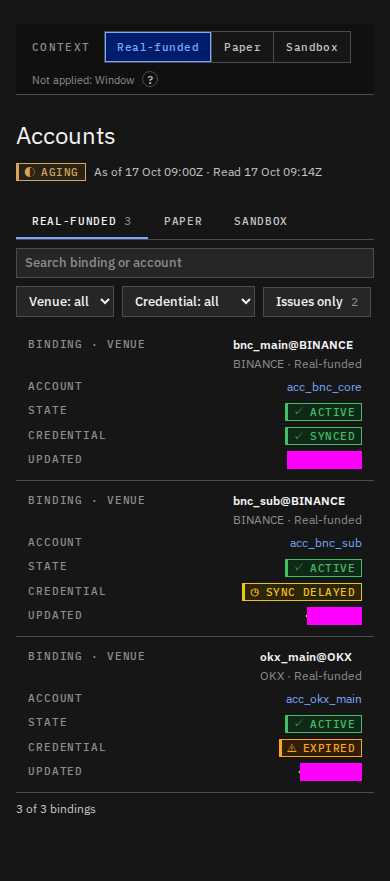 CONTEXT Real-funded Paper Sandbox
Not applied: Window ?
Accounts
AGING As of 17 Oct 09:00Z · Read 17 Oct 09:14Z
REAL-FUNDED 3 PAPER SANDBOX
Search binding or account
Venue: all Credential: all Issues only 2
BINDING · VENUE bnc_main@BINANCE
BINANCE · Real-funded
ACCOUNT acc_bnc_core
STATE ✓ ACTIVE
CREDENTIAL ✓ SYNCED
UPDATED
BINDING · VENUE bnc_sub@BINANCE
BINANCE · Real-funded
ACCOUNT acc_bnc_sub
STATE ✓ ACTIVE
CREDENTIAL SYNC DELAYED
UPDATED
BINDING · VENUE okx_main@OKX
OKX · Real-funded
ACCOUNT acc_okx_main
STATE ✓ ACTIVE
CREDENTIAL ⚠ EXPIRED
UPDATED
3 of 3 bindings